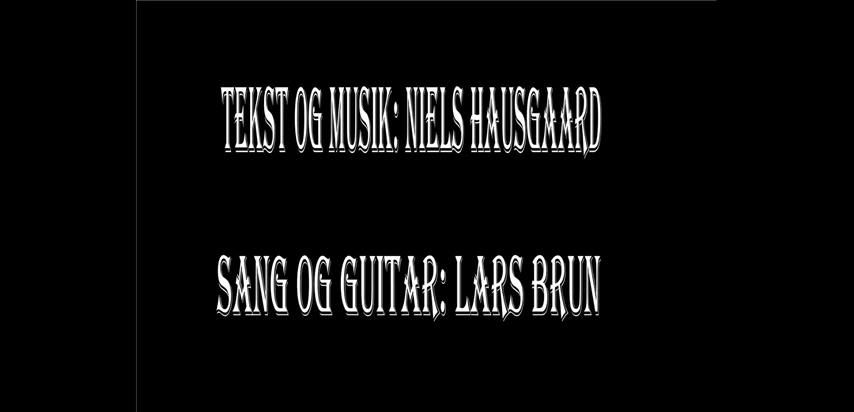 TEKST OG MUSIK: NIELS HAUSGAARD
SANG OG GUITAR: LARS BRUN